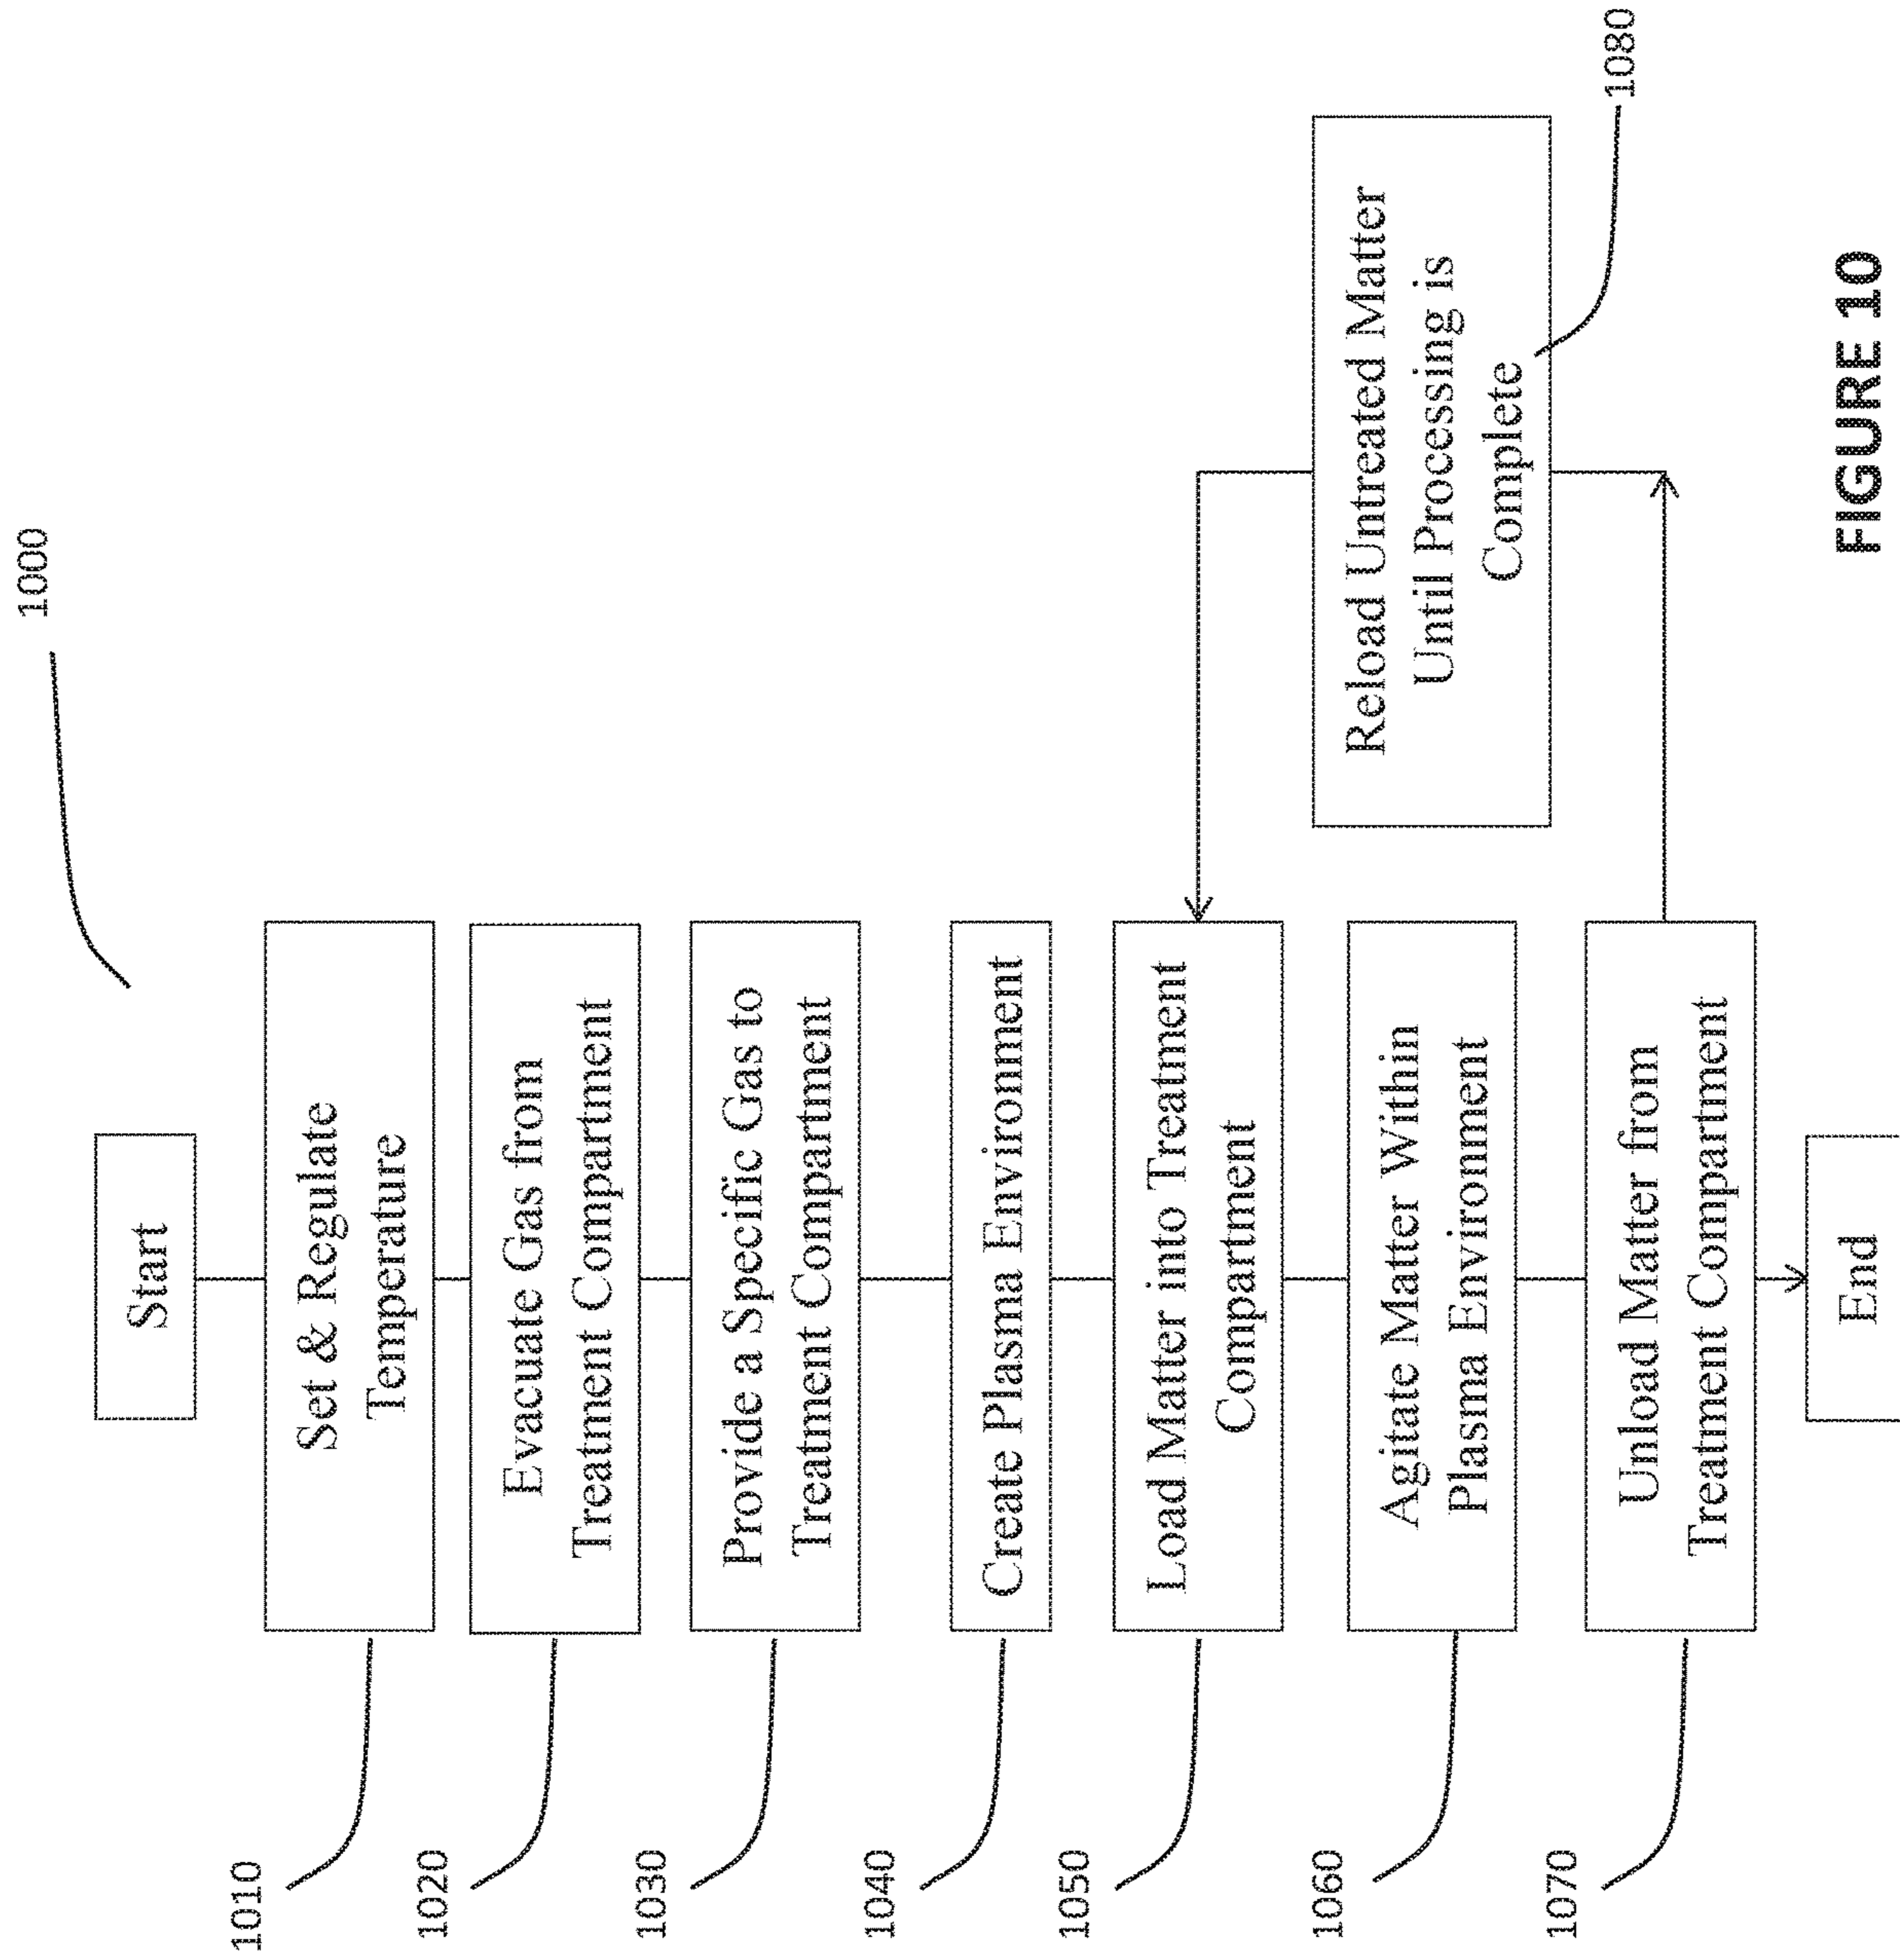 1000
Start
1010
Set & Regulate
Temperature
1020
Evacuate Gas from
Treatment Compartment
1030
Provide a Specific Gas to
Treatment Compartment
1040
Create Plasma Environment
1050
Load Matter into Treatment
Compartment
1060
Agitate Matter Within
Plasma Environment
1070
Unload Matter from
Treatment Compartment
Reload Untreated Matter
Until Processing is
Complete
1080
End
FIGURE 10